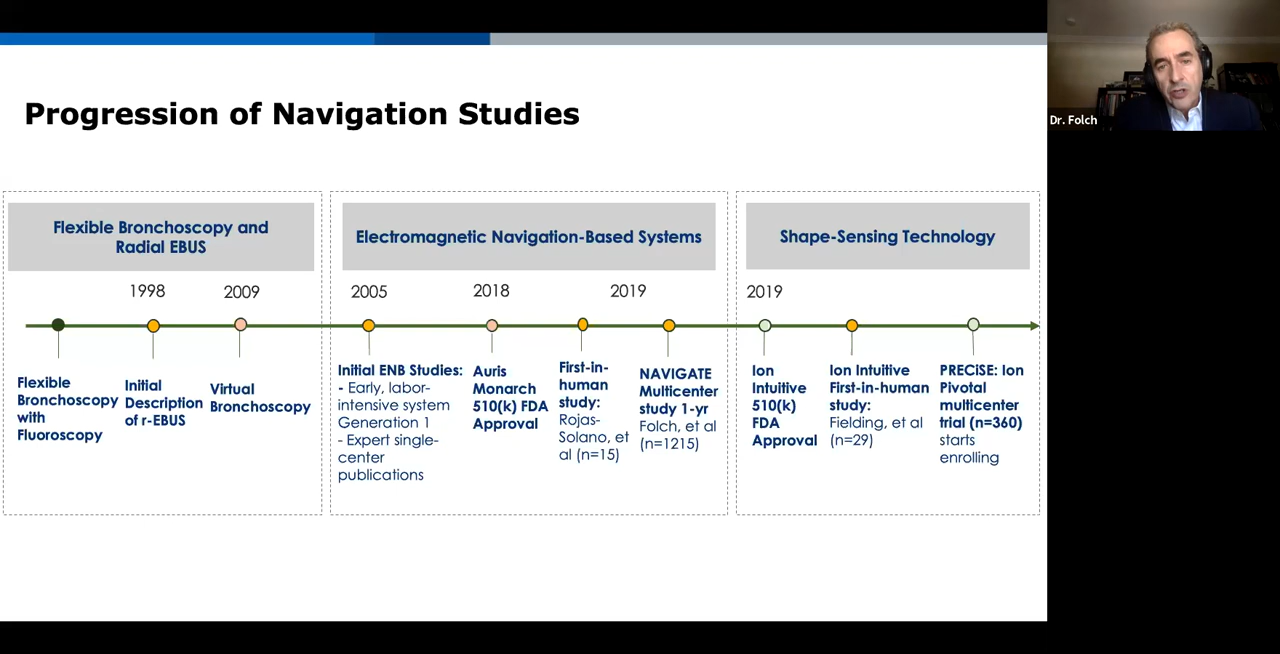 Progression of Navigation Studies
Dr. Folch
Flexible Bronchoscopy and
Radial EBUS
1998
2009
Flexible
Bronchoscopy
with
Fluoroscopy
Initial
Description
of r-EBUS
Virtual
Bronchoscopy
Electromagnetic Navigation-Based Systems
2005
2018
2019
Initial ENB Studies:
- Early, labor-
intensive system
Generation 1
- Expert single-
center
publications
Auris
Monarch
510(k) FDA
Approval
First-in-
human
study:
Rojas-
Solano, et
al (n=15)
NAVIGATE
Multicenter
study 1-yr
Folch, et al
(n=1215)
Shape-Sensing Technology
2019
Ion
Intuitive
510(k)
FDA
Approval
Ion Intuitive
First-in-human
study:
Fielding, et al
(n=29)
PRECiSE: Ion
Pivotal
multicenter
trial (n=360)
starts
enrolling